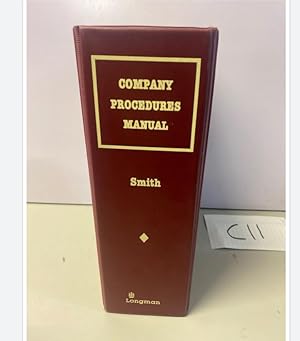 COMPANY
PROCEDURES
MANUAL
Smith
Longman
C11